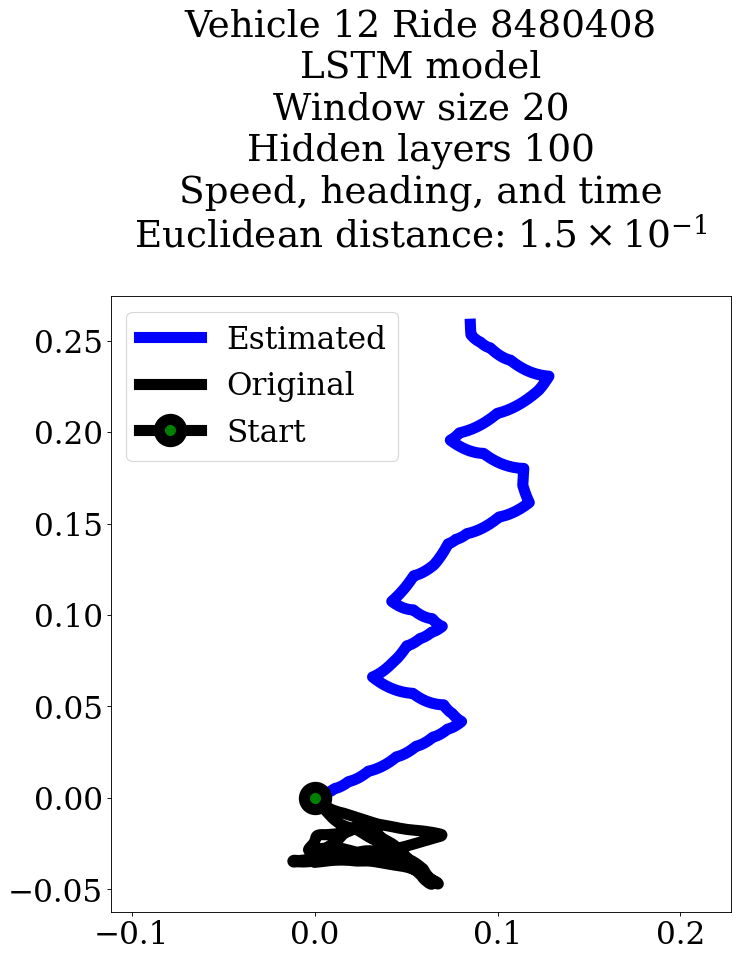 Vehicle 12 Ride 8480408
LSTM model
Window size 20
Hidden layers 100
Speed, heading, and time
Euclidean distance: 1.5 × 10⁻¹
Estimated
Original
Start
0.25
0.20
0.15
0.10
0.05
0.00
−0.05
−0.1
0.0
0.1
0.2